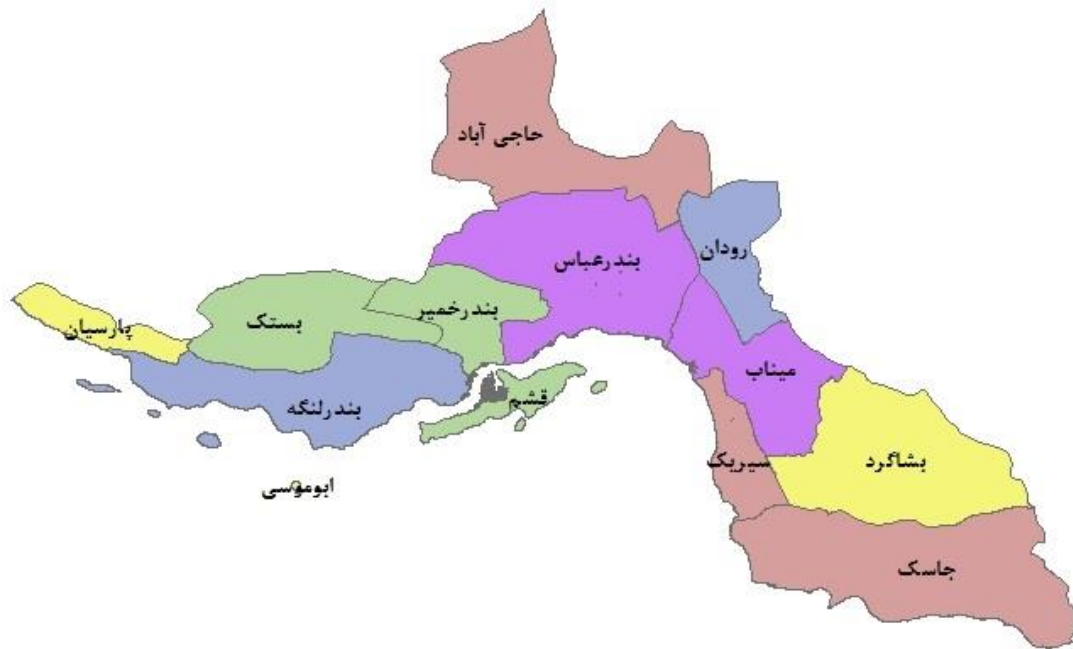 حاجی آباد
رودان
بندرعباس
بندرخمیر
بستک
پارسیان
میناب
قشم
بندرلنگه
بشاگرد
سیریک
ابوموسی
جاسک